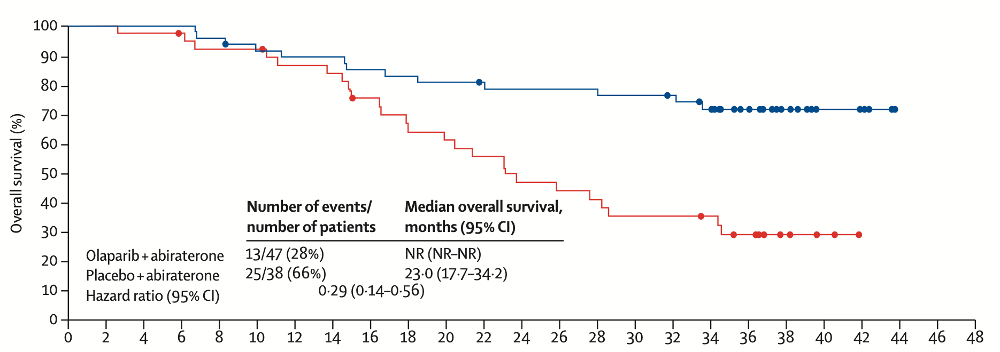 100
90
80
70
60
50
40
30
20
10
0
Overall survival (%)
Number of events/
number of patients
Median overall survival,
months (95% CI)
Olaparib + abiraterone 13/47 (28%) NR (NR–NR)
Placebo + abiraterone 25/38 (66%) 23·0 (17·7–34·2)
Hazard ratio (95% CI) 0·29 (0·14–0·56)
0 2 4 6 8 10 12 14 16 18 20 22 24 26 28 30 32 34 36 38 40 42 44 46 48